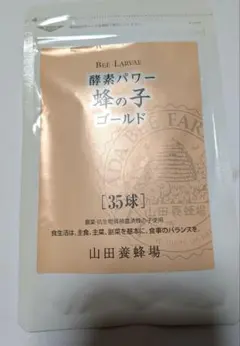 BEE LARVAE
酵素パワー
蜂の子
ゴールド
[35球]
食生活は、主食、主菜、副菜を基本に、食事のバランスを。
山田養蜂場